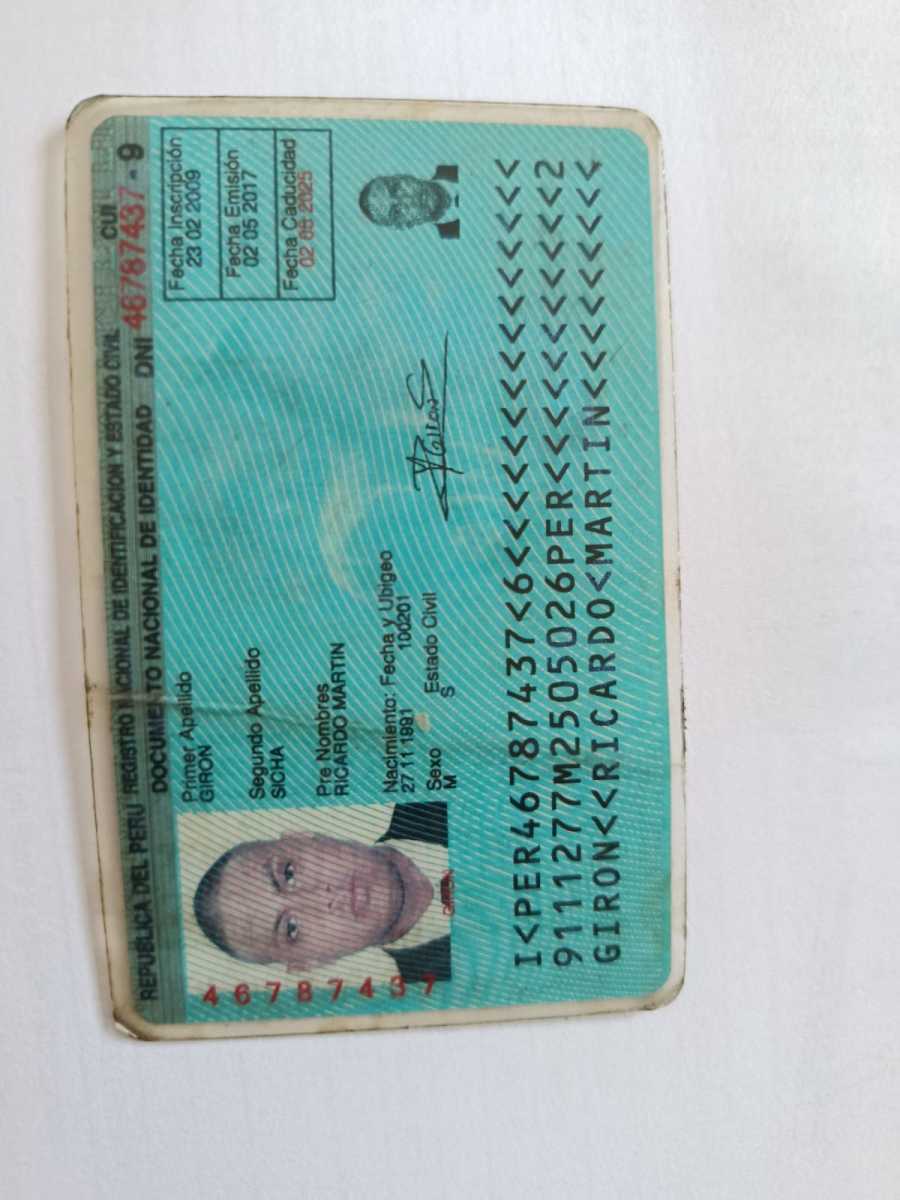 REPUBLICA DEL PERU REGISTRO NACIONAL DE IDENTIFICACION Y ESTADO CIVIL CUI
DOCUMENTO NACIONAL DE IDENTIDAD DNI 46787437 - 9
Primer Apellido
GIRON
Segundo Apellido
SICHA
Pre Nombres
RICARDO MARTIN
Nacimiento: Fecha y Ubigeo
27 11 1991 100201
Sexo Estado Civil
M S
Fecha Inscripción
23 02 2009
Fecha Emisión
02 05 2017
Fecha Caducidad
02 05 2025
46787437
GIRON
I<PER46787437<6<<<<<<<<<<<<<<<
9111277M2505026PER<<<<<<<<<<<2
GIRON<<RICARDO<MARTIN<<<<<<<<<